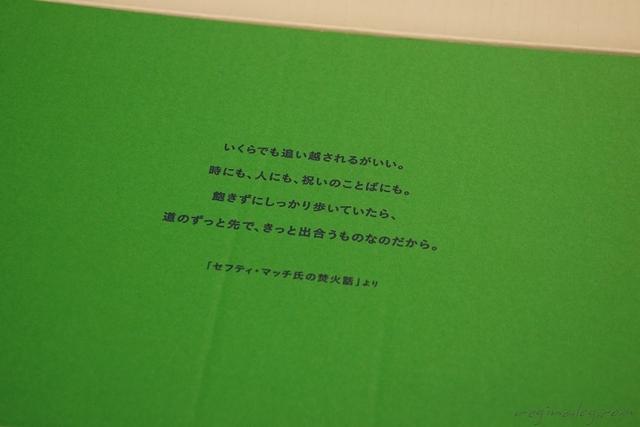 いくらでも追い越されるがいい。
時にも、人にも、祝いのことばにも。
飽きずにしっかり歩いていたら、
道のずっと先で、きっと出合うものなのだから。
「セフティ・マッチ氏の焚火話」より